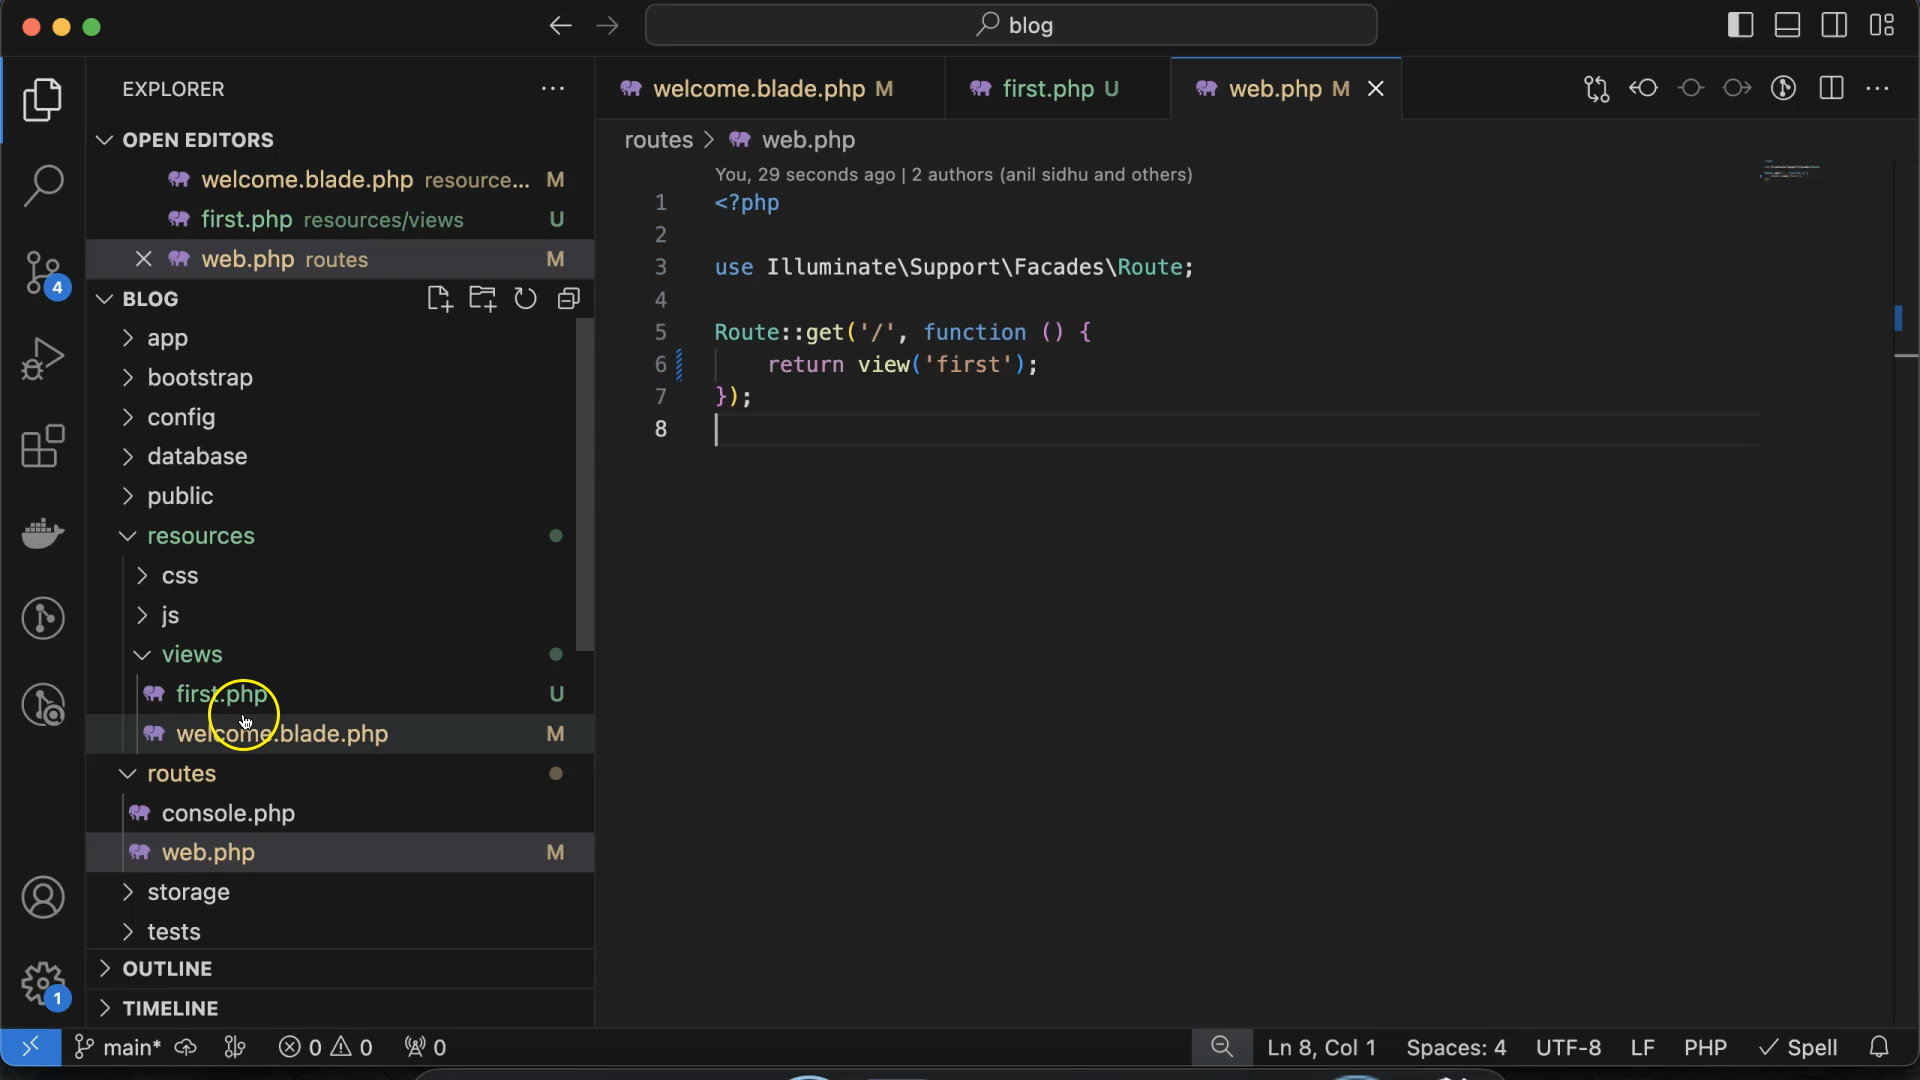 blog
EXPLORER
OPEN EDITORS
welcome.blade.php resource... M
first.php resources/views U
web.php routes M
BLOG
app
bootstrap
config
database
public
resources
css
js
views
first.php U
welcome.blade.php M
routes
console.php
web.php M
storage
tests
OUTLINE
TIMELINE
4
1
welcome.blade.php M
first.php U
web.php M
routes > web.php
You, 29 seconds ago | 2 authors (anil sidhu and others)
1 <?php
2
3 use Illuminate\Support\Facades\Route;
4
5 Route::get('/', function () {
6 return view('first');
7 });
8
main* 0 0 0 Ln 8, Col 1 Spaces: 4 UTF-8 LF PHP Spell